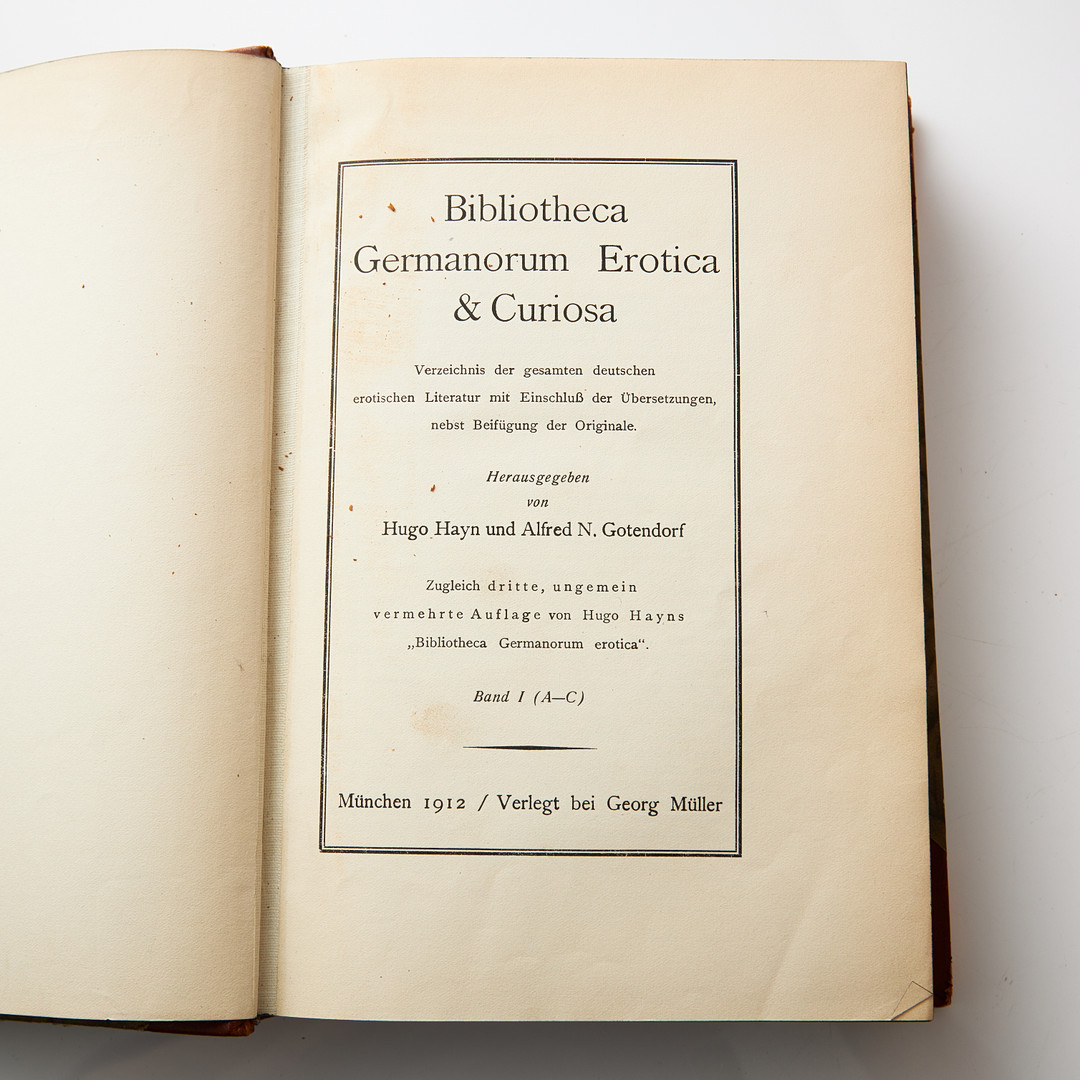 Bibliotheca
Germanorum Erotica
& Curiosa
Verzeichnis der gesamten deutschen
erotischen Literatur mit Einschluß der Übersetzungen,
nebst Beifügung der Originale.
Herausgegeben
von
Hugo Hayn und Alfred N. Gotendorf
Zugleich dritte, ungemein
vermehrte Auflage von Hugo Hayns
„Bibliotheca Germanorum erotica“.
Band I (A—C)
München 1912 / Verlegt bei Georg Müller